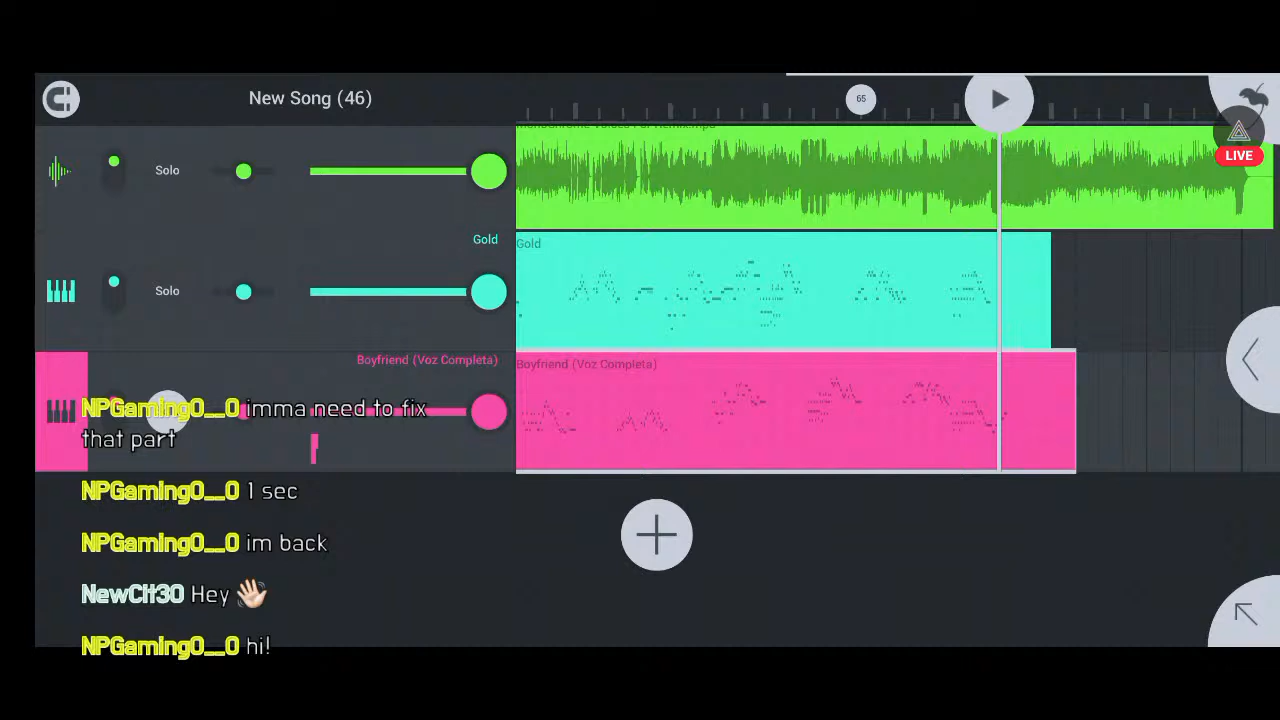 New Song (46)
65
LIVE
Solo
Gold
Gold
Solo
Boyfriend (Voz Completa)
Boyfriend (Voz Completa)
NPGaming0__0 imma need to fix
that part
NPGaming0__0 1 sec
NPGaming0__0 im back
NewClt30 Hey 👋🏻
NPGaming0__0 hi!